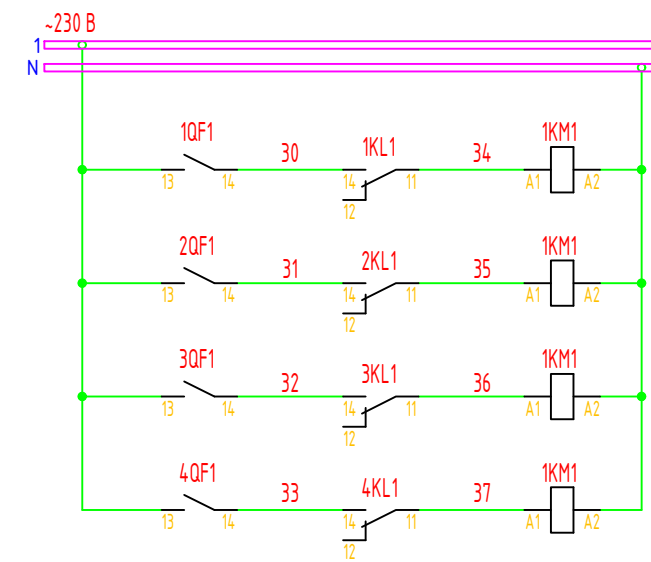 ~230 В
1
N
1QF1 30 1KL1 34 1KM1
13 14 14 11 A1 A2
12
2QF1 31 2KL1 35 1KM1
13 14 14 11 A1 A2
12
3QF1 32 3KL1 36 1KM1
13 14 14 11 A1 A2
12
4QF1 33 4KL1 37 1KM1
13 14 14 11 A1 A2
12